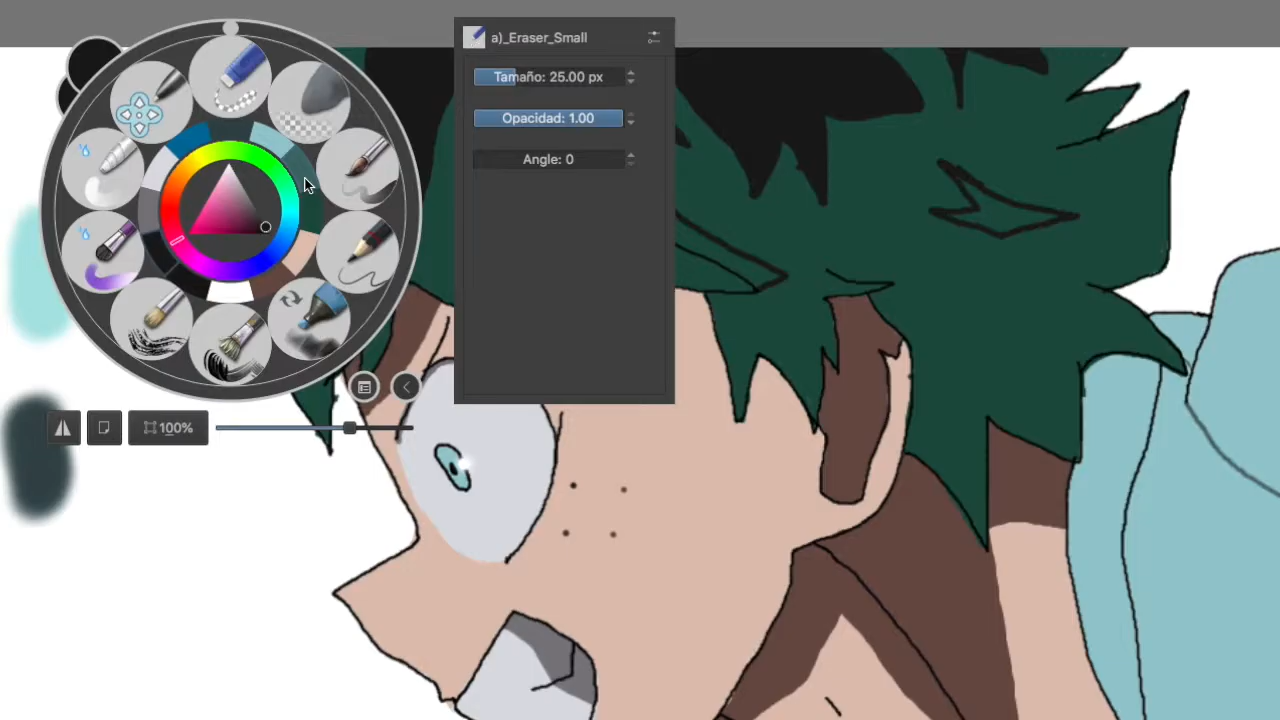 a)_Eraser_Small
Tamaño: 25.00 px
Opacidad: 1.00
Angle: 0
100%